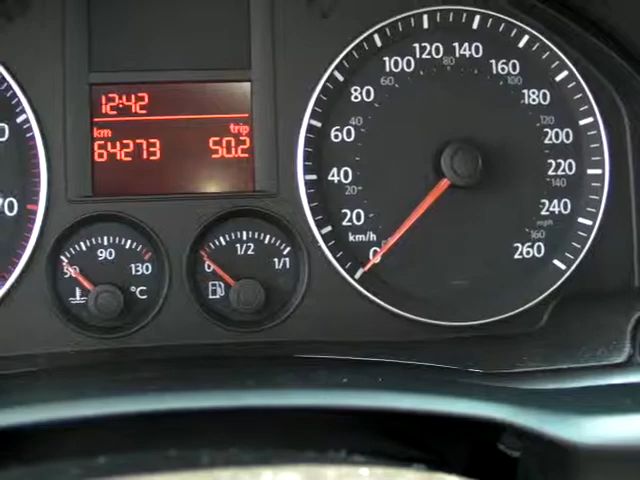 12:42
km trip
64273 50.2
50 90 130
°C
0 1/2 1/1
0 20 40 60 80 100 120 140 160 180 200 220 240 260
20 40 60 80 100 120 140 160
km/h
mph
70